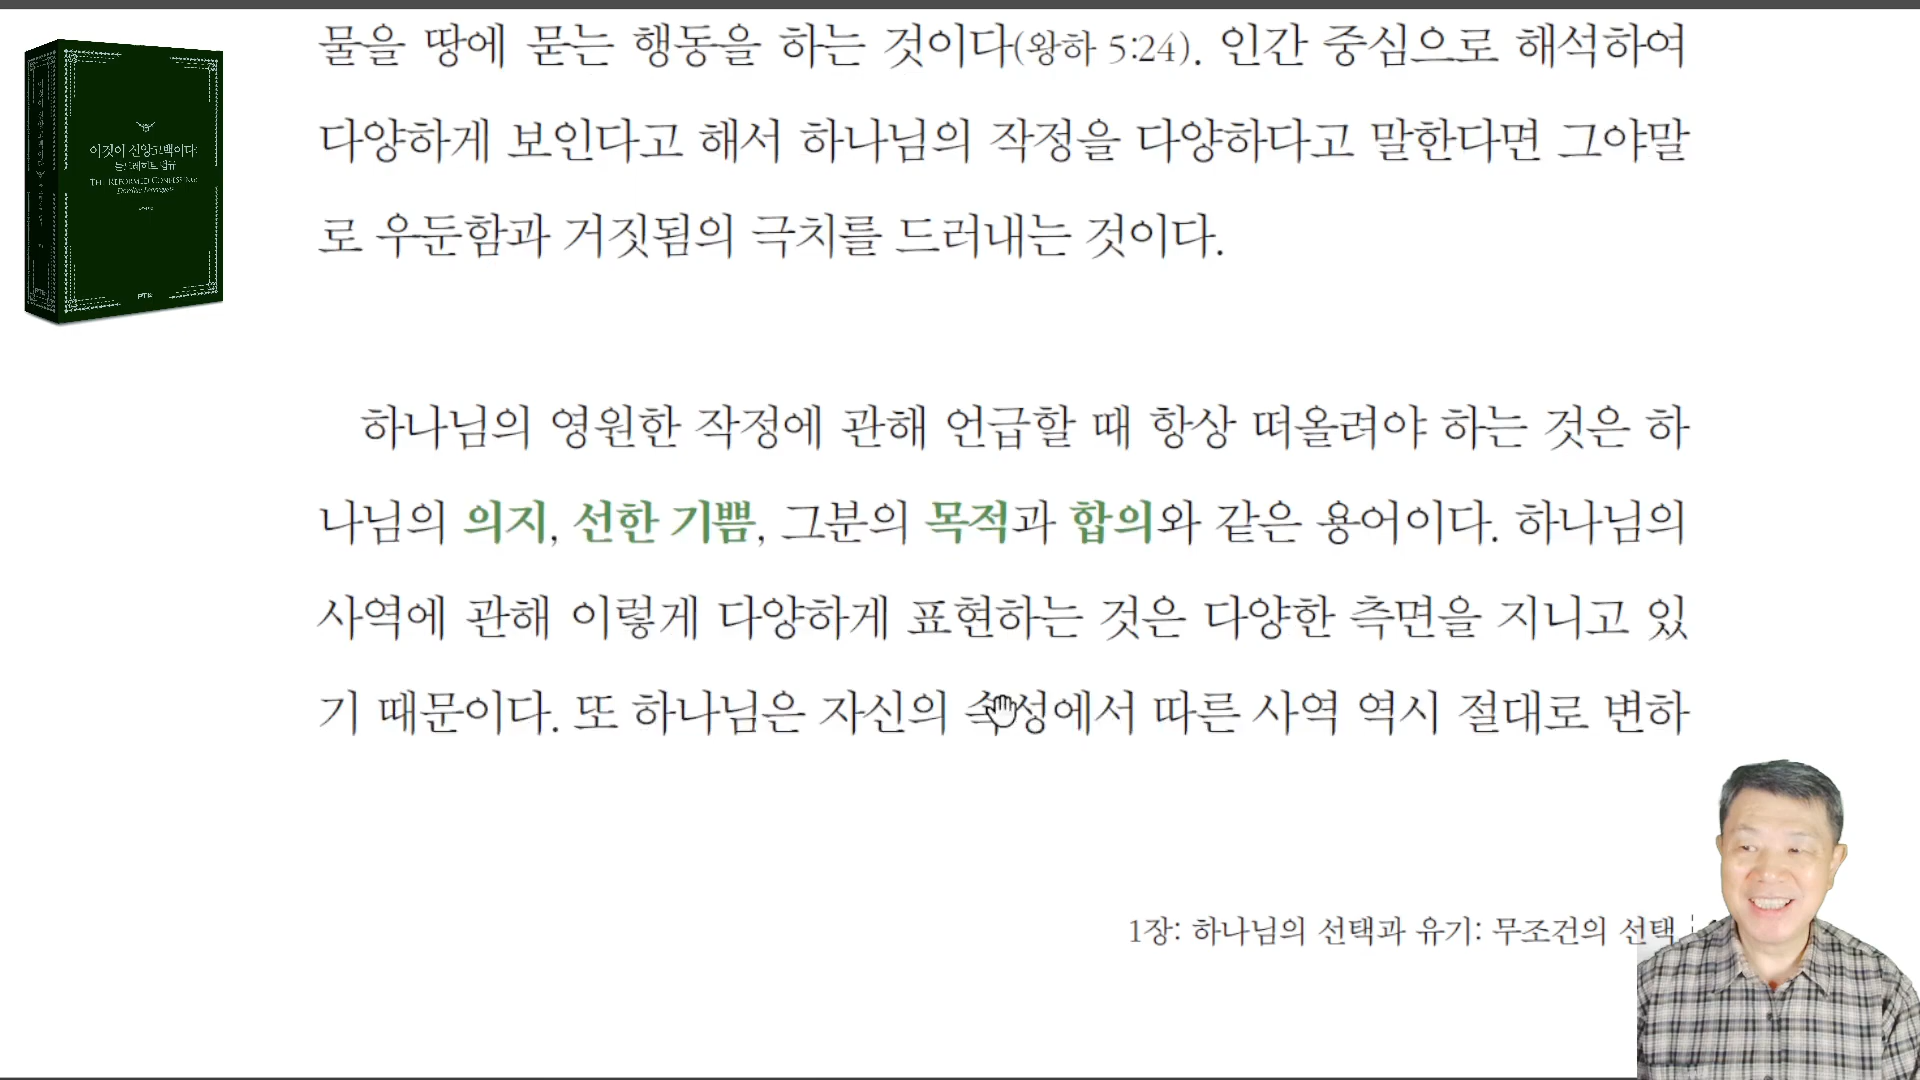 물을 땅에 묻는 행동을 하는 것이다(왕하 5:24). 인간 중심으로 해석하여
다양하게 보인다고 해서 하나님의 작정을 다양하다고 말한다면 그야말
로 우둔함과 거짓됨의 극치를 드러내는 것이다.
하나님의 영원한 작정에 관해 언급할 때 항상 떠올려야 하는 것은 하
나님의 의지, 선한 기쁨, 그분의 목적과 합의와 같은 용어이다. 하나님의
사역에 관해 이렇게 다양하게 표현하는 것은 다양한 측면을 지니고 있
기 때문이다. 또 하나님은 자신의 속성에서 따른 사역 역시 절대로 변하
1장: 하나님의 선택과 유기: 무조건의 선택
이것이 신앙고백이다:
도르트레히트 법규
THE REFORMED CONFESSIONS
PTL